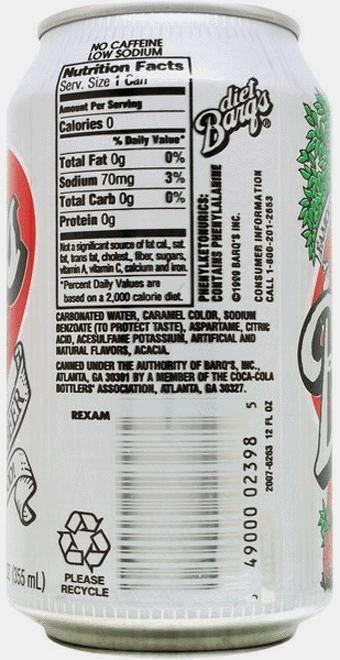 NO CAFFEINE
LOW SODIUM
Nutrition Facts
Serv. Size 1 Can
Amount Per Serving
Calories 0
% Daily Value*
Total Fat 0g 0%
Sodium 70mg 3%
Total Carb 0g 0%
Protein 0g
Not a significant source of fat cal., sat.
fat, trans fat, cholest., fiber, sugars,
vitamin A, vitamin C, calcium and iron.
*Percent Daily Values are
based on a 2,000 calorie diet.
diet
Barq's®
PHENYLKETONURICS:
CONTAINS PHENYLALANINE
©1999 BARQ'S INC.
CONSUMER INFORMATION
CALL 1-800-201-2653
CARBONATED WATER, CARAMEL COLOR, SODIUM
BENZOATE (TO PROTECT TASTE), ASPARTAME, CITRIC
ACID, ACESULFAME POTASSIUM, ARTIFICIAL AND
NATURAL FLAVORS, ACACIA.
CANNED UNDER THE AUTHORITY OF BARQ'S, INC.,
ATLANTA, GA 30301 BY A MEMBER OF THE COCA-COLA
BOTTLERS' ASSOCIATION, ATLANTA, GA 30327.
REXAM
49000 02398 5
2007-6263 12 FL OZ
PLEASE
RECYCLE
(355 mL)